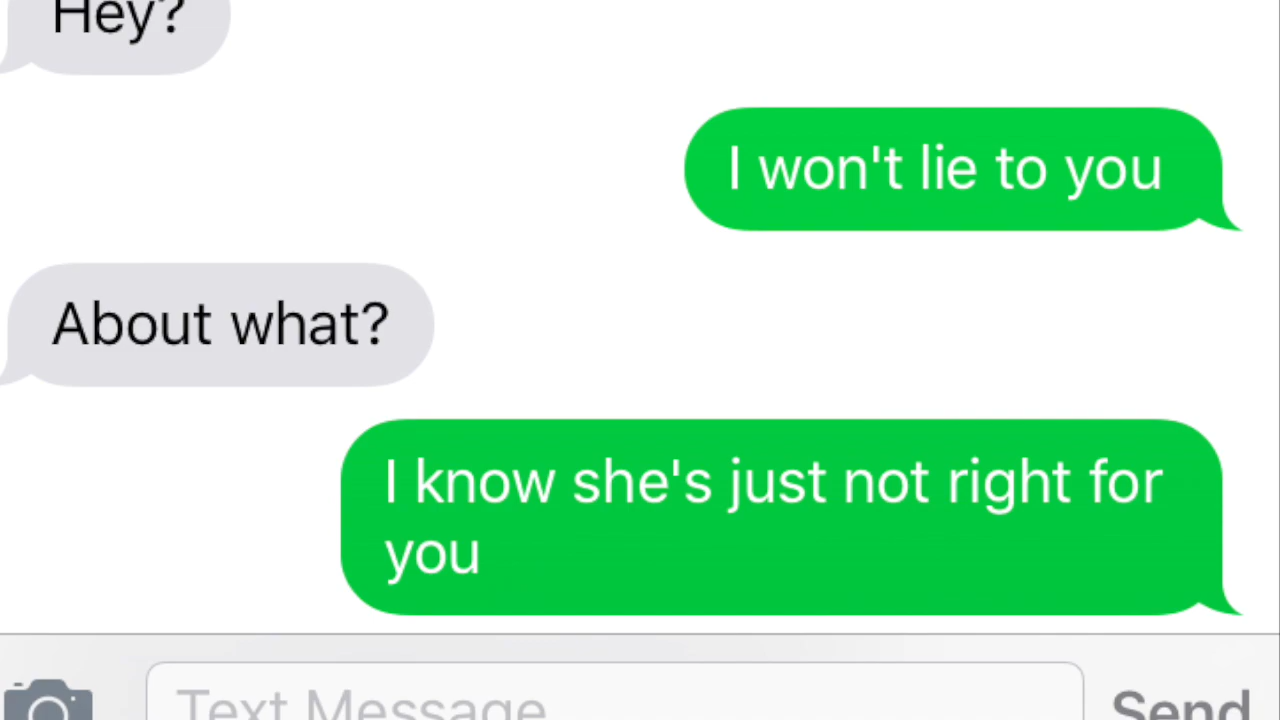 Hey?
I won't lie to you
About what?
I know she's just not right for
you
Text Message
Send